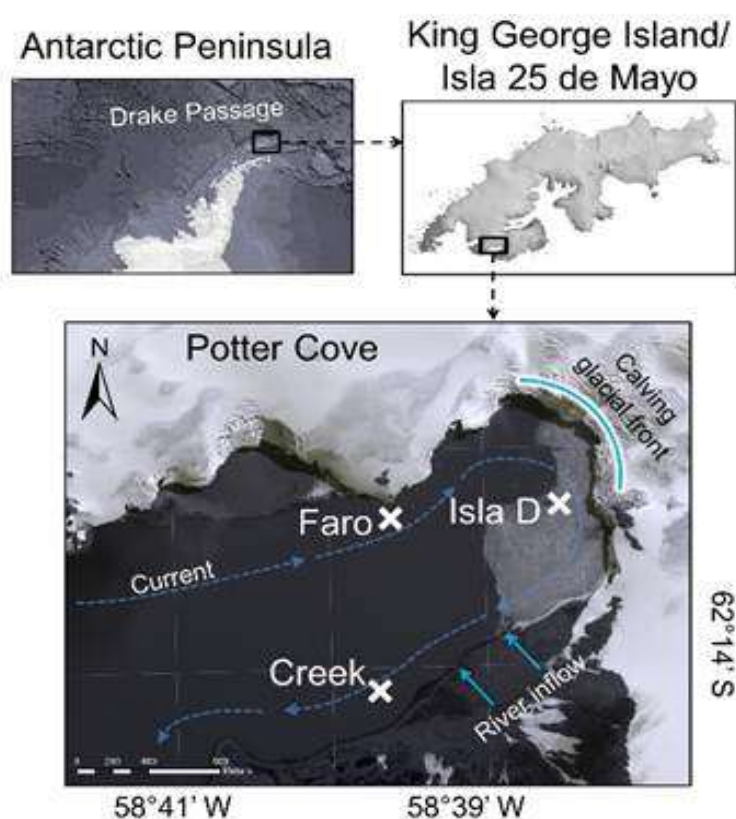 Antarctic Peninsula
King George Island/
Isla 25 de Mayo
Drake Passage
N
Potter Cove
Calving
glacial front
Faro
Isla D
Current
62°14' S
Creek
River inflow
0
58°41' W
58°39' W